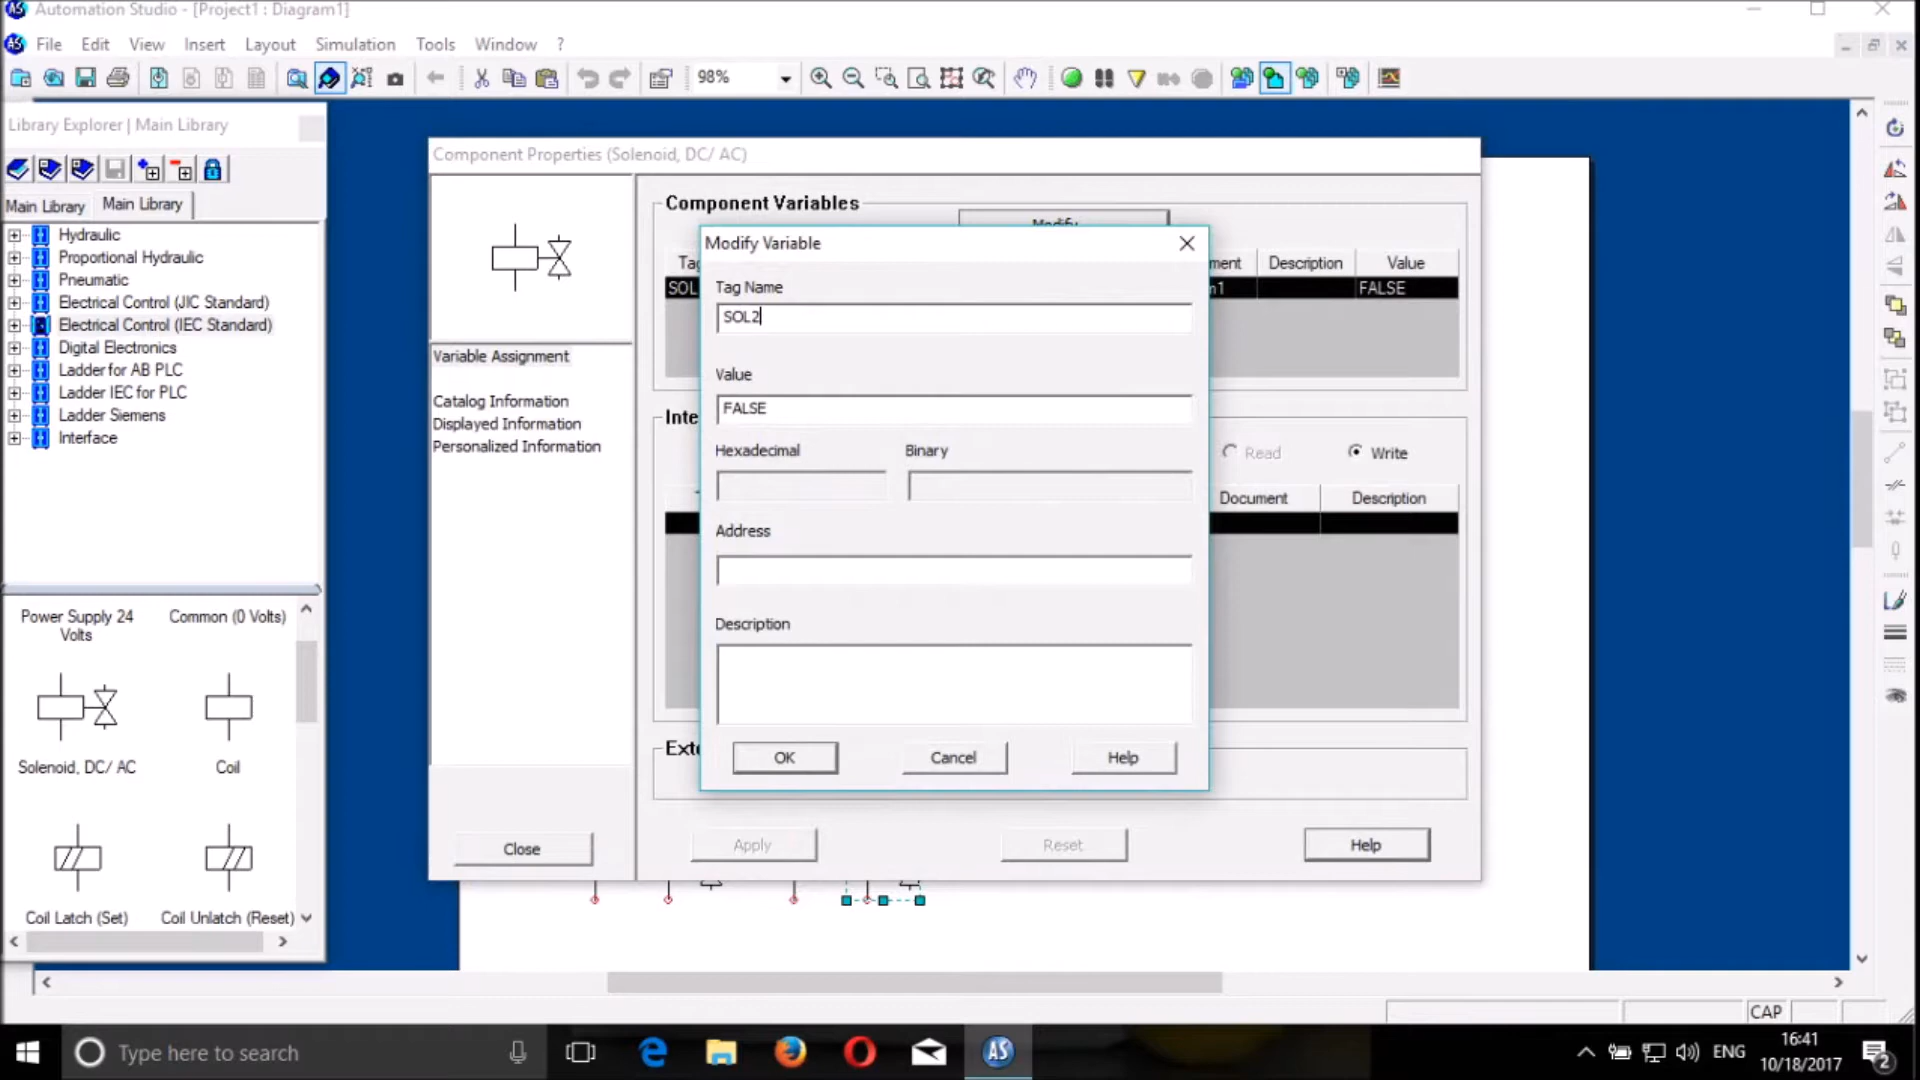 Automation Studio - [Project1 : Diagram1]
File Edit View Insert Layout Simulation Tools Window ?
98%
Library Explorer | Main Library
Main Library Main Library
Hydraulic
Proportional Hydraulic
Pneumatic
Electrical Control (JIC Standard)
Electrical Control (IEC Standard)
Digital Electronics
Ladder for AB PLC
Ladder IEC for PLC
Ladder Siemens
Interface
Power Supply 24 Volts
Common (0 Volts)
Solenoid, DC/ AC
Coil
Coil Latch (Set)
Coil Unlatch (Reset)
Component Properties (Solenoid, DC/ AC)
Variable Assignment
Catalog Information
Displayed Information
Personalized Information
Close
Component Variables
Modify
Description Value
SOL FALSE
Read Write
Document Description
Apply Reset Help
Modify Variable
Tag Name
SOL2
Value
FALSE
Hexadecimal Binary
Address
Description
OK Cancel Help
CAP
Type here to search
AS
ENG
16:41
10/18/2017
2